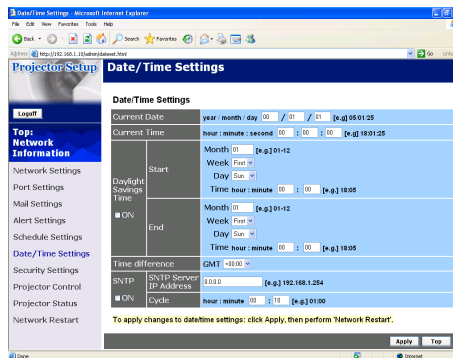 Date/Time Settings - Microsoft Internet Explorer
File Edit View Favorites Tools Help
Back Search Favorites
Address http://192.168.1.10/admin/dateset.html Go Links
Projector Setup
Date/Time Settings
Logoff
Top:
Network
Information
Network Settings
Port Settings
Mail Settings
Alert Settings
Schedule Settings
Date/Time Settings
Security Settings
Projector Control
Projector Status
Network Restart
Date/Time Settings
Current Date year / month / day 00 / 01 / 01 [e.g] 05/01/25
Current Time hour : minute : second 00 : 00 : 00 [e.g] 18:01:25
Daylight Savings Time
ON
Start
Month 01 [e.g.] 01-12
Week First
Day Sun
Time hour : minute 00 : 00 [e.g.] 18:05
End
Month 01 [e.g.] 01-12
Week First
Day Sun
Time hour : minute 00 : 00 [e.g.] 18:05
Time difference GMT +00:00
SNTP
ON
SNTP Server IP Address 0.0.0.0 [e.g.] 192.168.1.254
Cycle hour : minute 00 : 10 [e.g.] 01:00
To apply changes to date/time settings: click Apply, then perform 'Network Restart'.
Apply Top
Done Internet